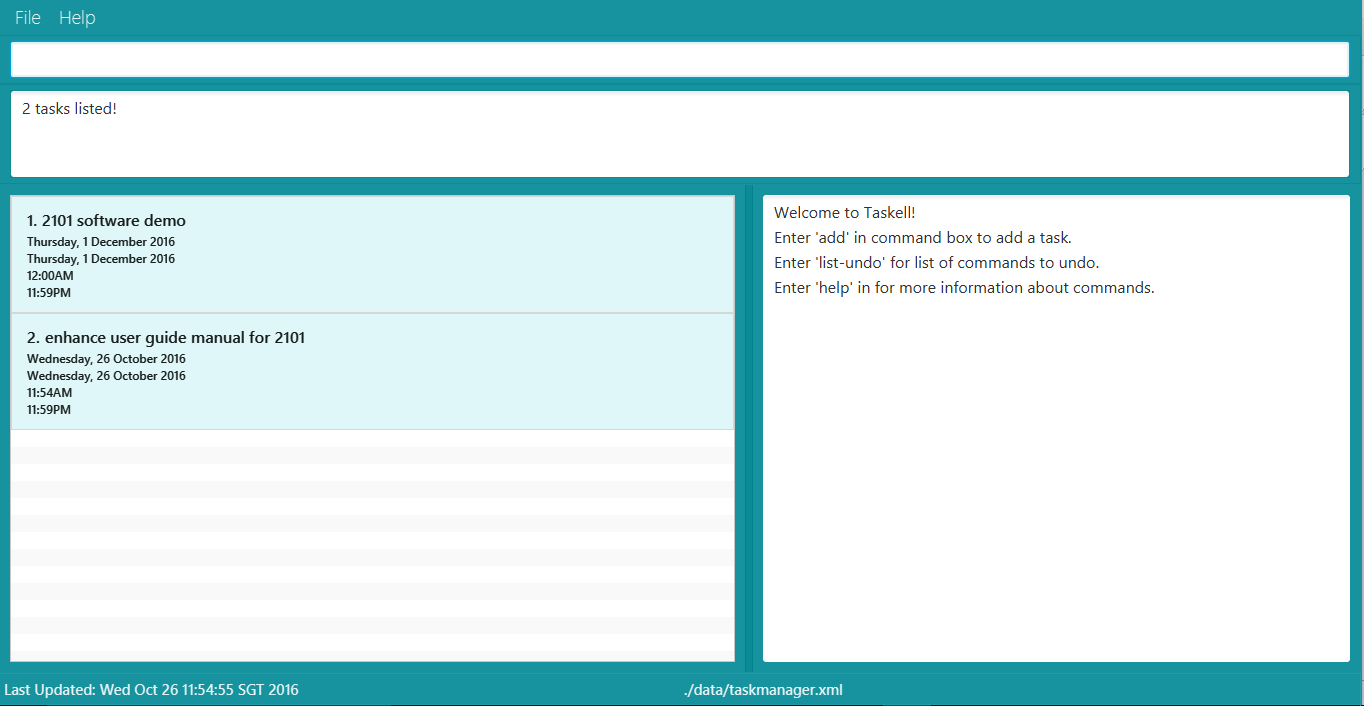 File Help
2 tasks listed!
1. 2101 software demo
Thursday, 1 December 2016
Thursday, 1 December 2016
12:00AM
11:59PM
2. enhance user guide manual for 2101
Wednesday, 26 October 2016
Wednesday, 26 October 2016
11:54AM
11:59PM
Welcome to Taskell!
Enter 'add' in command box to add a task.
Enter 'list-undo' for list of commands to undo.
Enter 'help' in for more information about commands.
Last Updated: Wed Oct 26 11:54:55 SGT 2016
./data/taskmanager.xml